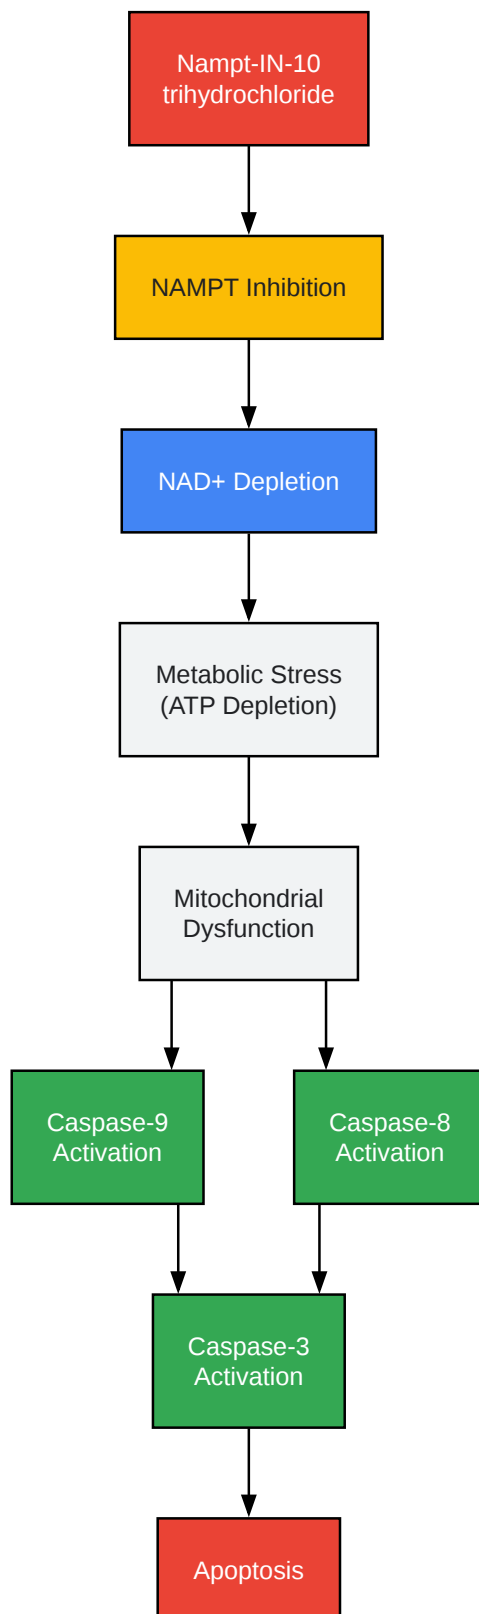 Nampt-IN-10
trihydrochloride
NAMPT Inhibition
NAD+ Depletion
Metabolic Stress
(ATP Depletion)
Mitochondrial
Dysfunction
Caspase-9
Activation
Caspase-8
Activation
Caspase-3
Activation
Apoptosis